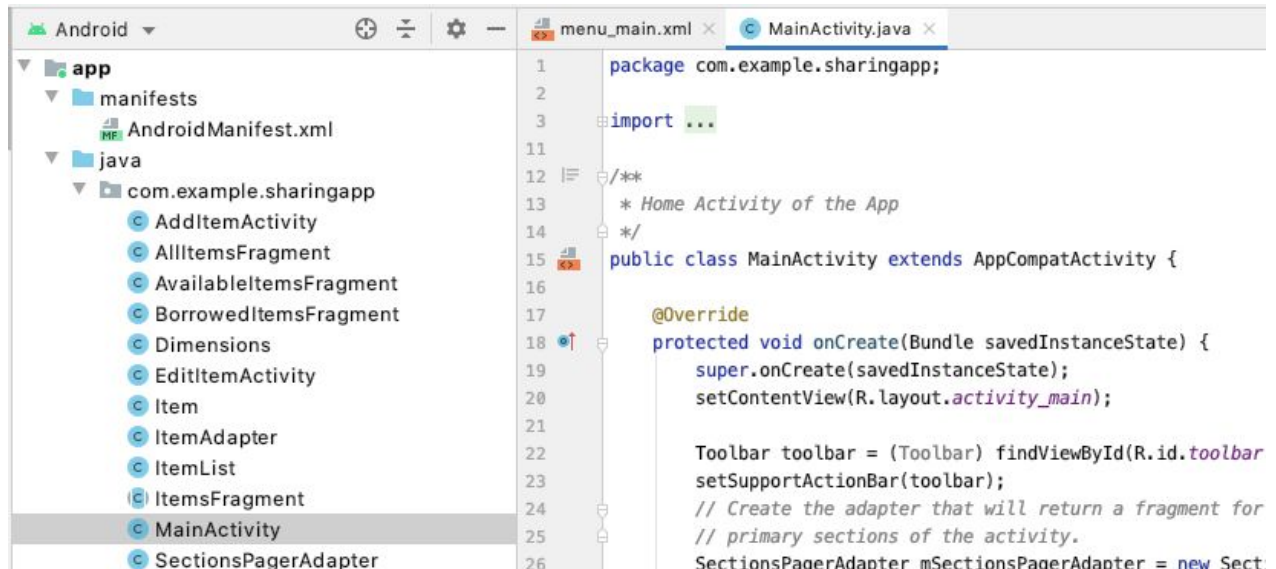 Android
app
manifests
MF AndroidManifest.xml
java
com.example.sharingapp
C AddItemActivity
C AllItemsFragment
C AvailableItemsFragment
C BorrowedItemsFragment
C Dimensions
C EditItemActivity
C Item
C ItemAdapter
C ItemList
C ItemsFragment
C MainActivity
C SectionsPagerAdapter
menu_main.xml
C MainActivity.java
1 package com.example.sharingapp;
2
3 import ...
11
12 /**
13 * Home Activity of the App
14 */
15 public class MainActivity extends AppCompatActivity {
16
17 @Override
18 protected void onCreate(Bundle savedInstanceState) {
19 super.onCreate(savedInstanceState);
20 setContentView(R.layout.activity_main);
21
22 Toolbar toolbar = (Toolbar) findViewById(R.id.toolbar
23 setSupportActionBar(toolbar);
24 // Create the adapter that will return a fragment for
25 // primary sections of the activity.
26 SectionsPagerAdapter mSectionsPagerAdapter = new Secti